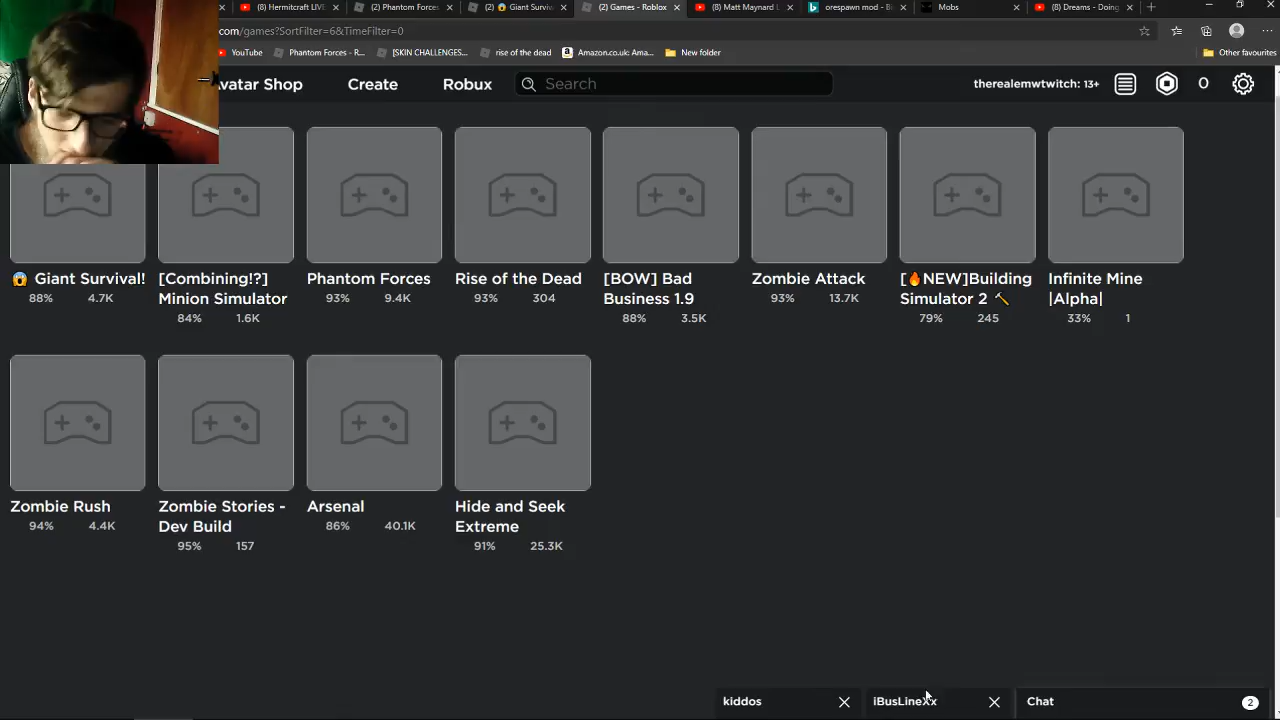 (8) Hermitcraft LIVE
(2) Phantom Forces
(2) 😱 Giant Surviv
(2) Games - Roblox
(8) Matt Maynard
orespawn mod - Bi
Mobs
(8) Dreams - Doing
.com/games?SortFilter=6&TimeFilter=0
YouTube
Phantom Forces - R...
[SKIN CHALLENGES...
rise of the dead
Amazon.co.uk: Ama...
New folder
Other favourites
vatar Shop
Create
Robux
Search
therealemwtwitch: 13+
0
😱 Giant Survival!
88% 4.7K
[Combining!?]
Minion Simulator
84% 1.6K
Phantom Forces
93% 9.4K
Rise of the Dead
93% 304
[BOW] Bad
Business 1.9
88% 3.5K
Zombie Attack
93% 13.7K
[🔥NEW]Building
Simulator 2 🔨
79% 245
Infinite Mine
|Alpha|
33% 1
Zombie Rush
94% 4.4K
Zombie Stories -
Dev Build
95% 157
Arsenal
86% 40.1K
Hide and Seek
Extreme
91% 25.3K
kiddos
iBusLineXx
Chat
2